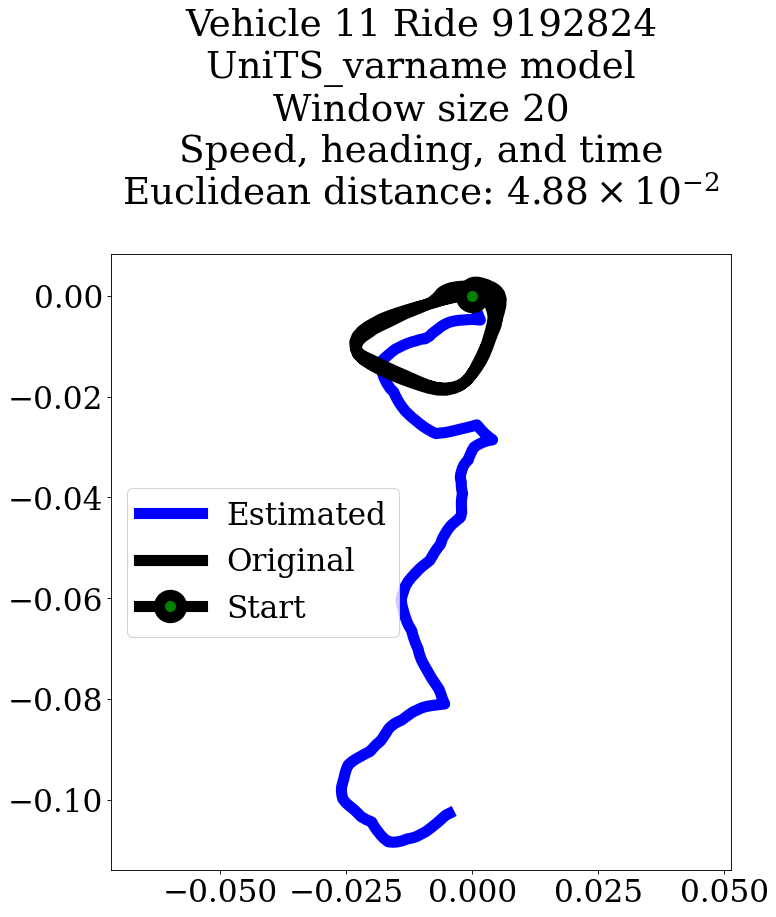 Vehicle 11 Ride 9192824
UniTS_varname model
Window size 20
Speed, heading, and time
Euclidean distance: 4.88 × 10⁻²
0.00
−0.02
−0.04
−0.06
−0.08
−0.10
Estimated
Original
Start
−0.050 −0.025 0.000 0.025 0.050